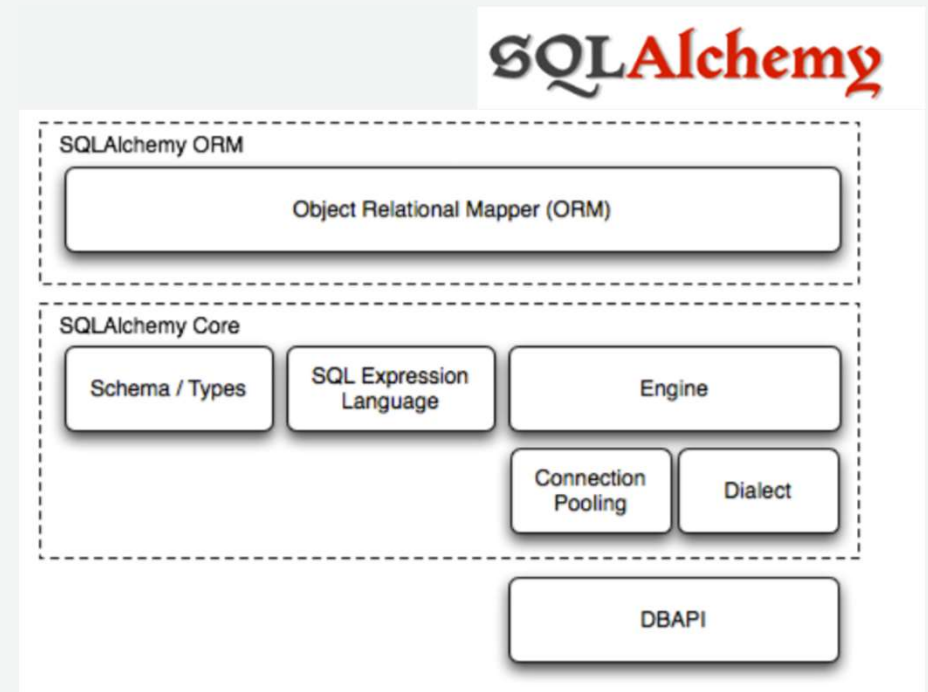 SQLAlchemy
SQLAlchemy ORM
Object Relational Mapper (ORM)
SQLAlchemy Core
Schema / Types
SQL Expression
Language
Engine
Connection
Pooling
Dialect
DBAPI